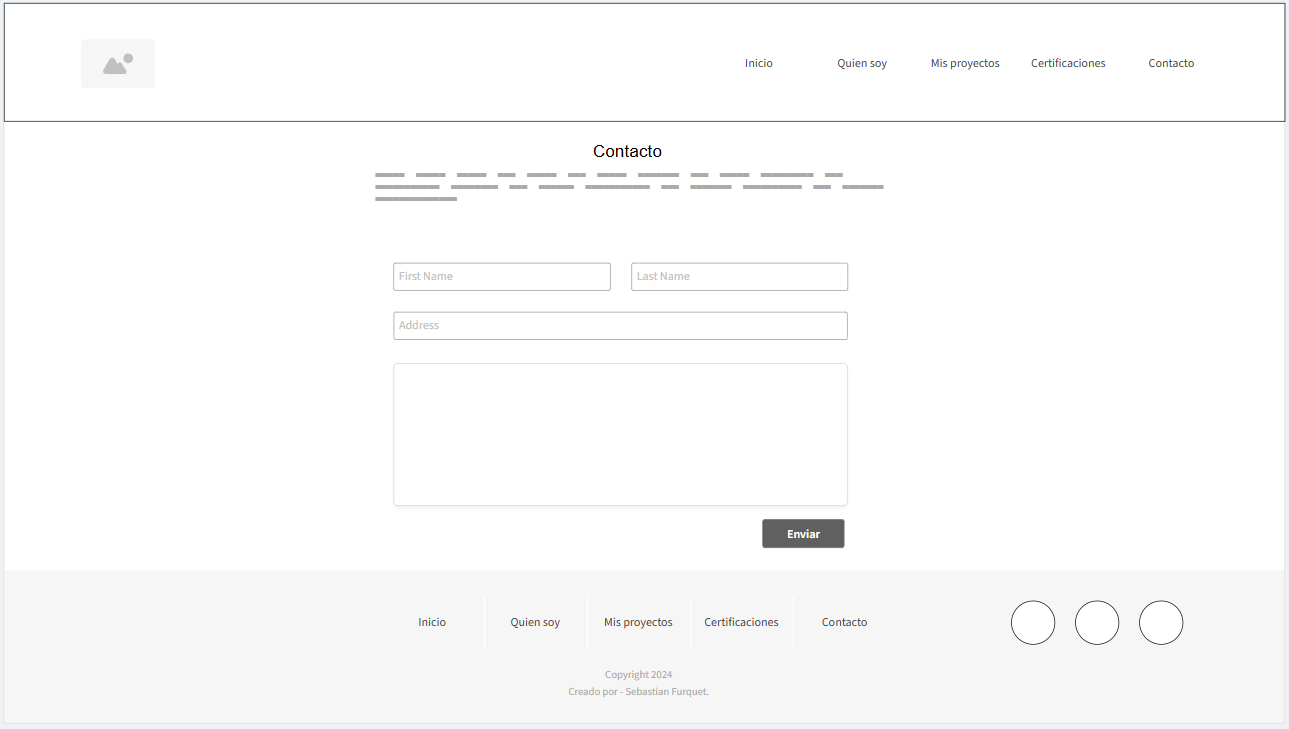 Inicio Quien soy Mis proyectos Certificaciones Contacto
Contacto
First Name Last Name
Address
Enviar
Inicio Quien soy Mis proyectos Certificaciones Contacto
Copyright 2024
Creado por - Sebastian Furquet.